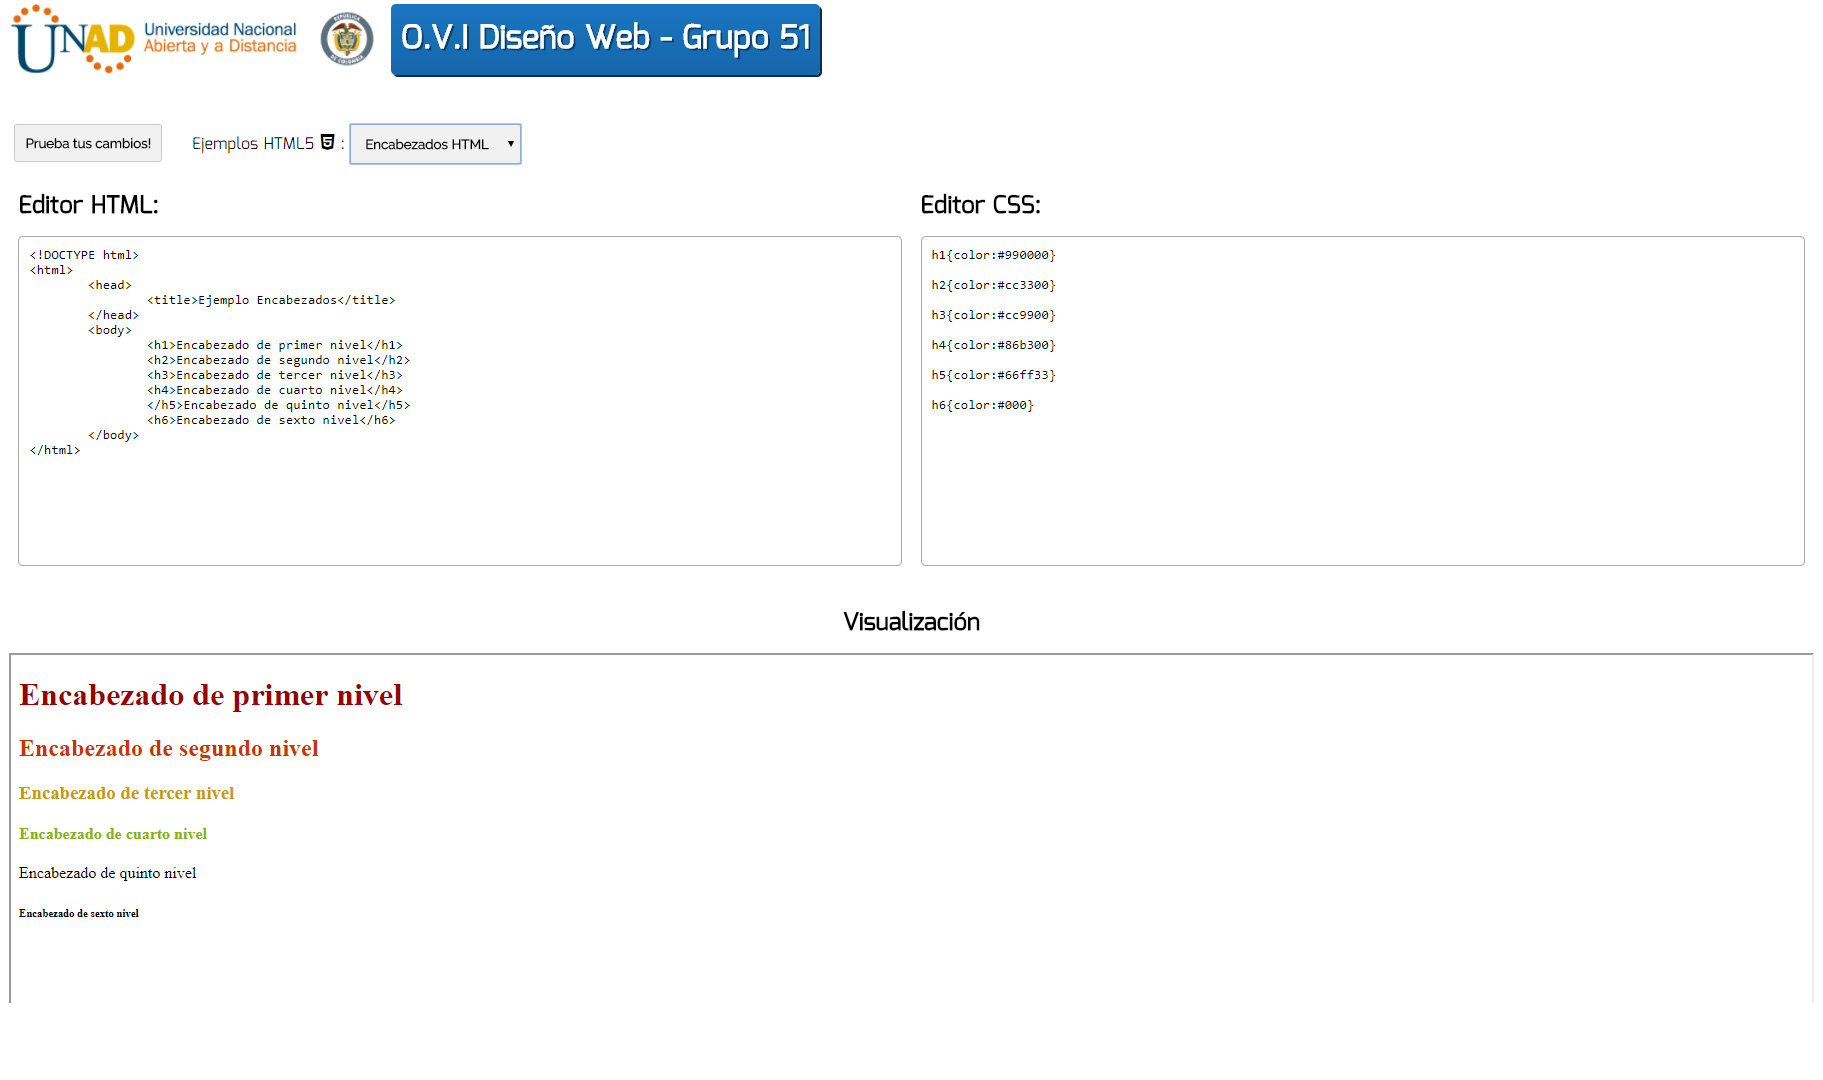 UNAD Universidad Nacional
Abierta y a Distancia
REPUBLICA DE COLOMBIA
O.V.I Diseño Web - Grupo 51
Prueba tus cambios! Ejemplos HTML5 : Encabezados HTML
Editor HTML:
<!DOCTYPE html>
<html>
<head>
<title>Ejemplo Encabezados</title>
</head>
<body>
<h1>Encabezado de primer nivel</h1>
<h2>Encabezado de segundo nivel</h2>
<h3>Encabezado de tercer nivel</h3>
<h4>Encabezado de cuarto nivel</h4>
</h5>Encabezado de quinto nivel</h5>
<h6>Encabezado de sexto nivel</h6>
</body>
</html>
Editor CSS:
h1{color:#990000}
h2{color:#cc3300}
h3{color:#cc9900}
h4{color:#86b300}
h5{color:#66ff33}
h6{color:#000}
Visualización
Encabezado de primer nivel
Encabezado de segundo nivel
Encabezado de tercer nivel
Encabezado de cuarto nivel
Encabezado de quinto nivel
Encabezado de sexto nivel